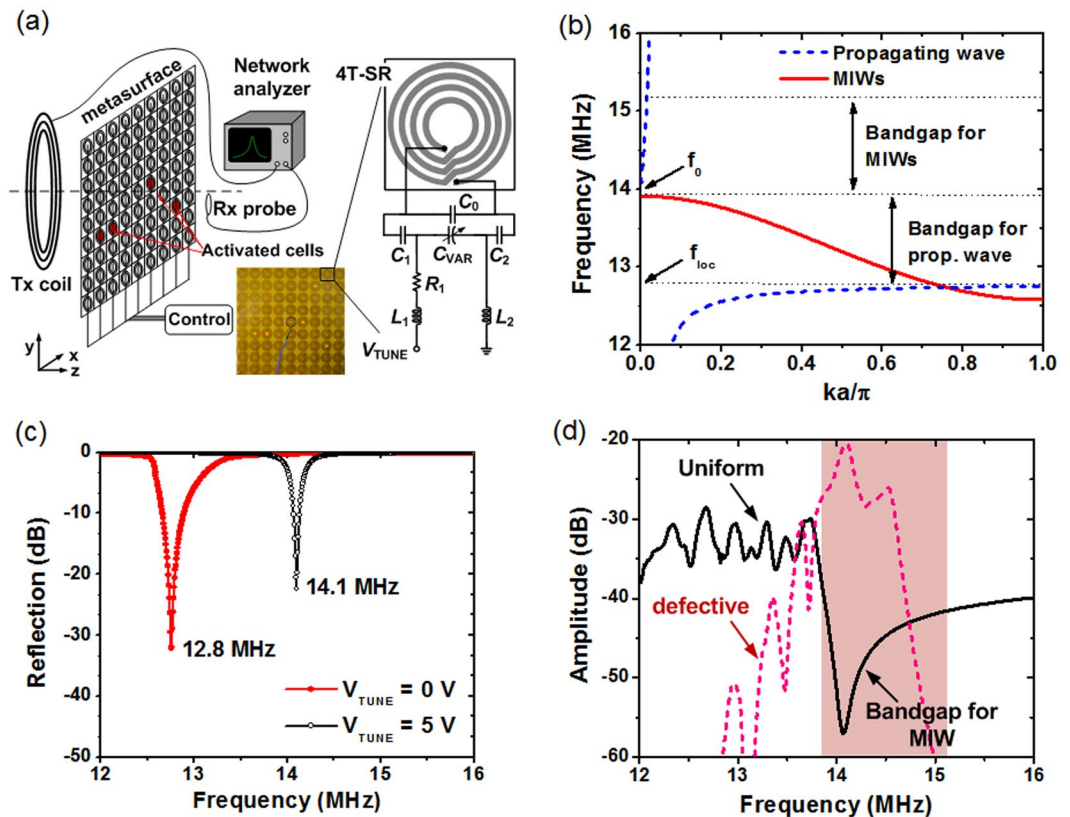 (a)
metasurface
Network
analyzer
4T-SR
Tx coil
Rx probe
Activated cells
Control
y
x
z
C0
C1
CVAR
C2
R1
L1
L2
VTUNE
(b)
Propagating wave
MIWs
Bandgap for
MIWs
f0
Bandgap for
prop. wave
floc
Frequency (MHz)
16
15
14
13
12
0.0 0.2 0.4 0.6 0.8 1.0
ka/π
(c)
0
-10
-20
-30
-40
-50
Reflection (dB)
14.1 MHz
12.8 MHz
VTUNE = 0 V
VTUNE = 5 V
12 13 14 15 16
Frequency (MHz)
(d)
-20
-30
-40
-50
-60
Amplitude (dB)
Uniform
defective
Bandgap for
MIW
12 13 14 15 16
Frequency (MHz)